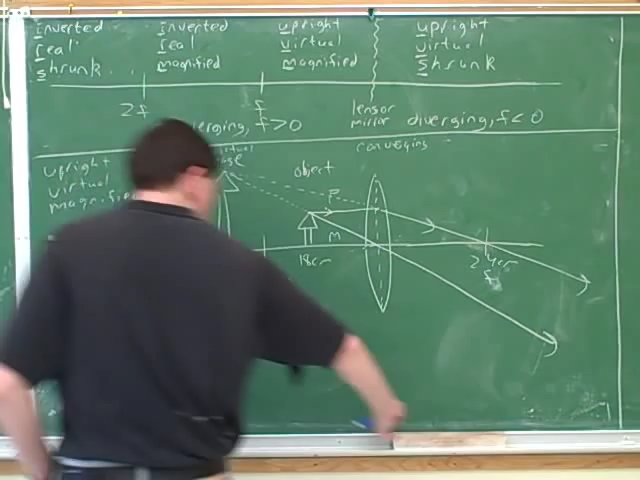 inverted inverted upright upright
real real virtual virtual
shrunk magnified magnified shrunk
2f f lens or
mirror
erging, f>0 diverging, f<0
converging
upright
virtual
magnified
object
P
M
18cm
24cm
f